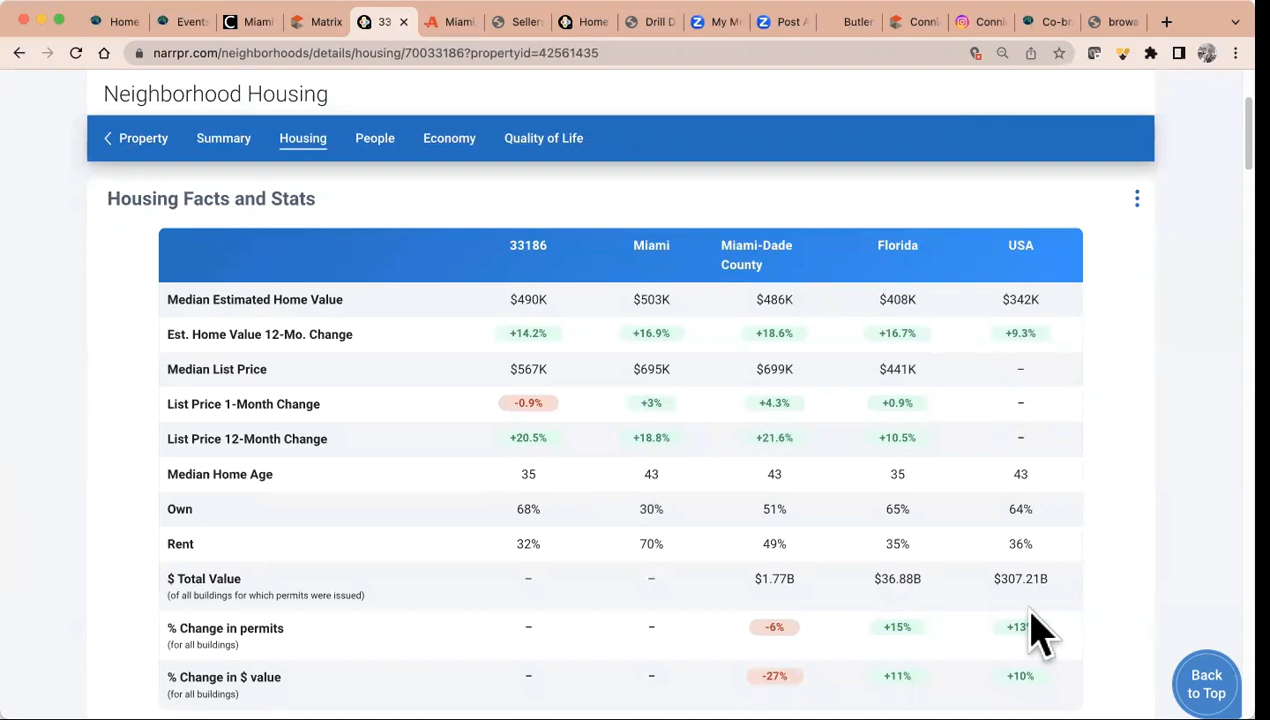 Home
Events
Miami
Matrix
33
Miami,
Sellers
Home
Drill D
My M
Post A
Butler
Conni
Conni
Co-br
browa
narrpr.com/neighborhoods/details/housing/70033186?propertyid=42561435
Neighborhood Housing
Property Summary Housing People Economy Quality of Life
Housing Facts and Stats
33186 Miami Miami-Dade County Florida USA
Median Estimated Home Value $490K $503K $486K $408K $342K
Est. Home Value 12-Mo. Change +14.2% +16.9% +18.6% +16.7% +9.3%
Median List Price $567K $695K $699K $441K –
List Price 1-Month Change -0.9% +3% +4.3% +0.9% –
List Price 12-Month Change +20.5% +18.8% +21.6% +10.5% –
Median Home Age 35 43 43 35 43
Own 68% 30% 51% 65% 64%
Rent 32% 70% 49% 35% 36%
$ Total Value – – $1.77B $36.88B $307.21B
(of all buildings for which permits were issued)
% Change in permits – – -6% +15%
(for all buildings)
% Change in $ value – – -27% +11% +10%
(for all buildings)
Back
to Top